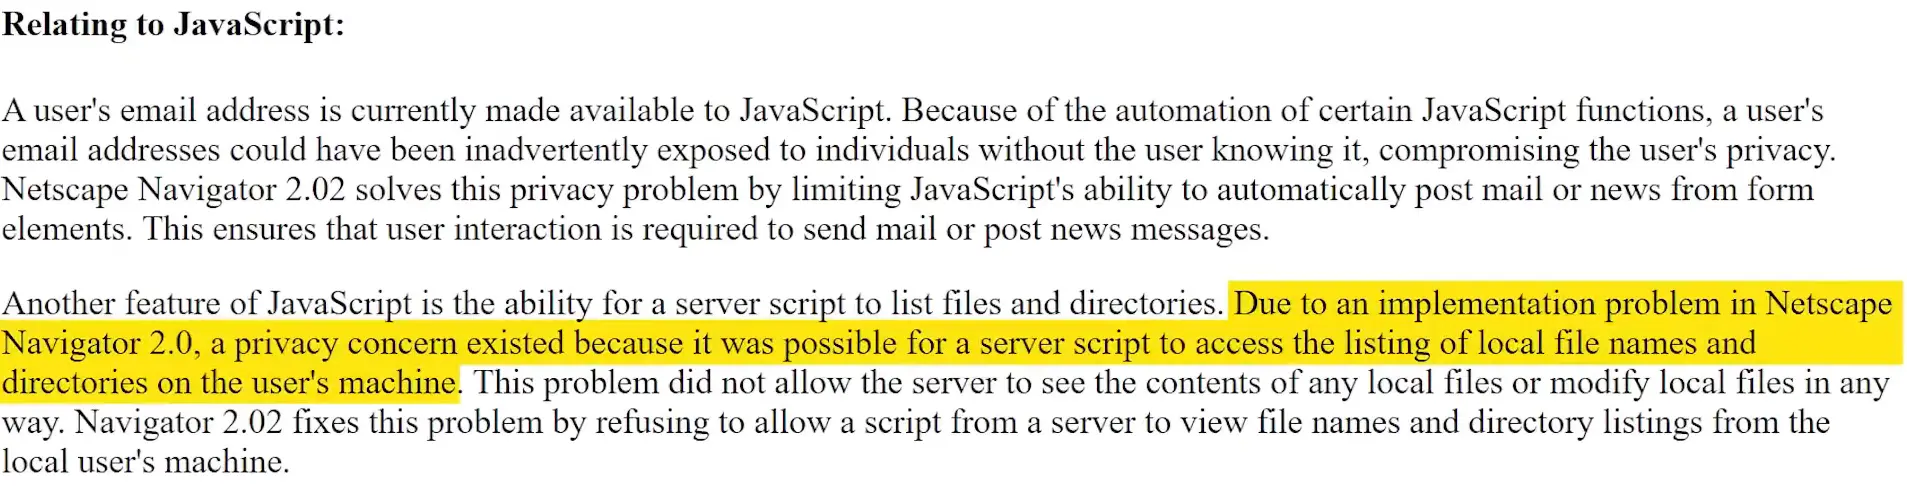 Relating to JavaScript:
A user's email address is currently made available to JavaScript. Because of the automation of certain JavaScript functions, a user's
email addresses could have been inadvertently exposed to individuals without the user knowing it, compromising the user's privacy.
Netscape Navigator 2.02 solves this privacy problem by limiting JavaScript's ability to automatically post mail or news from form
elements. This ensures that user interaction is required to send mail or post news messages.
Another feature of JavaScript is the ability for a server script to list files and directories. Due to an implementation problem in Netscape
Navigator 2.0, a privacy concern existed because it was possible for a server script to access the listing of local file names and
directories on the user's machine. This problem did not allow the server to see the contents of any local files or modify local files in any
way. Navigator 2.02 fixes this problem by refusing to allow a script from a server to view file names and directory listings from the
local user's machine.